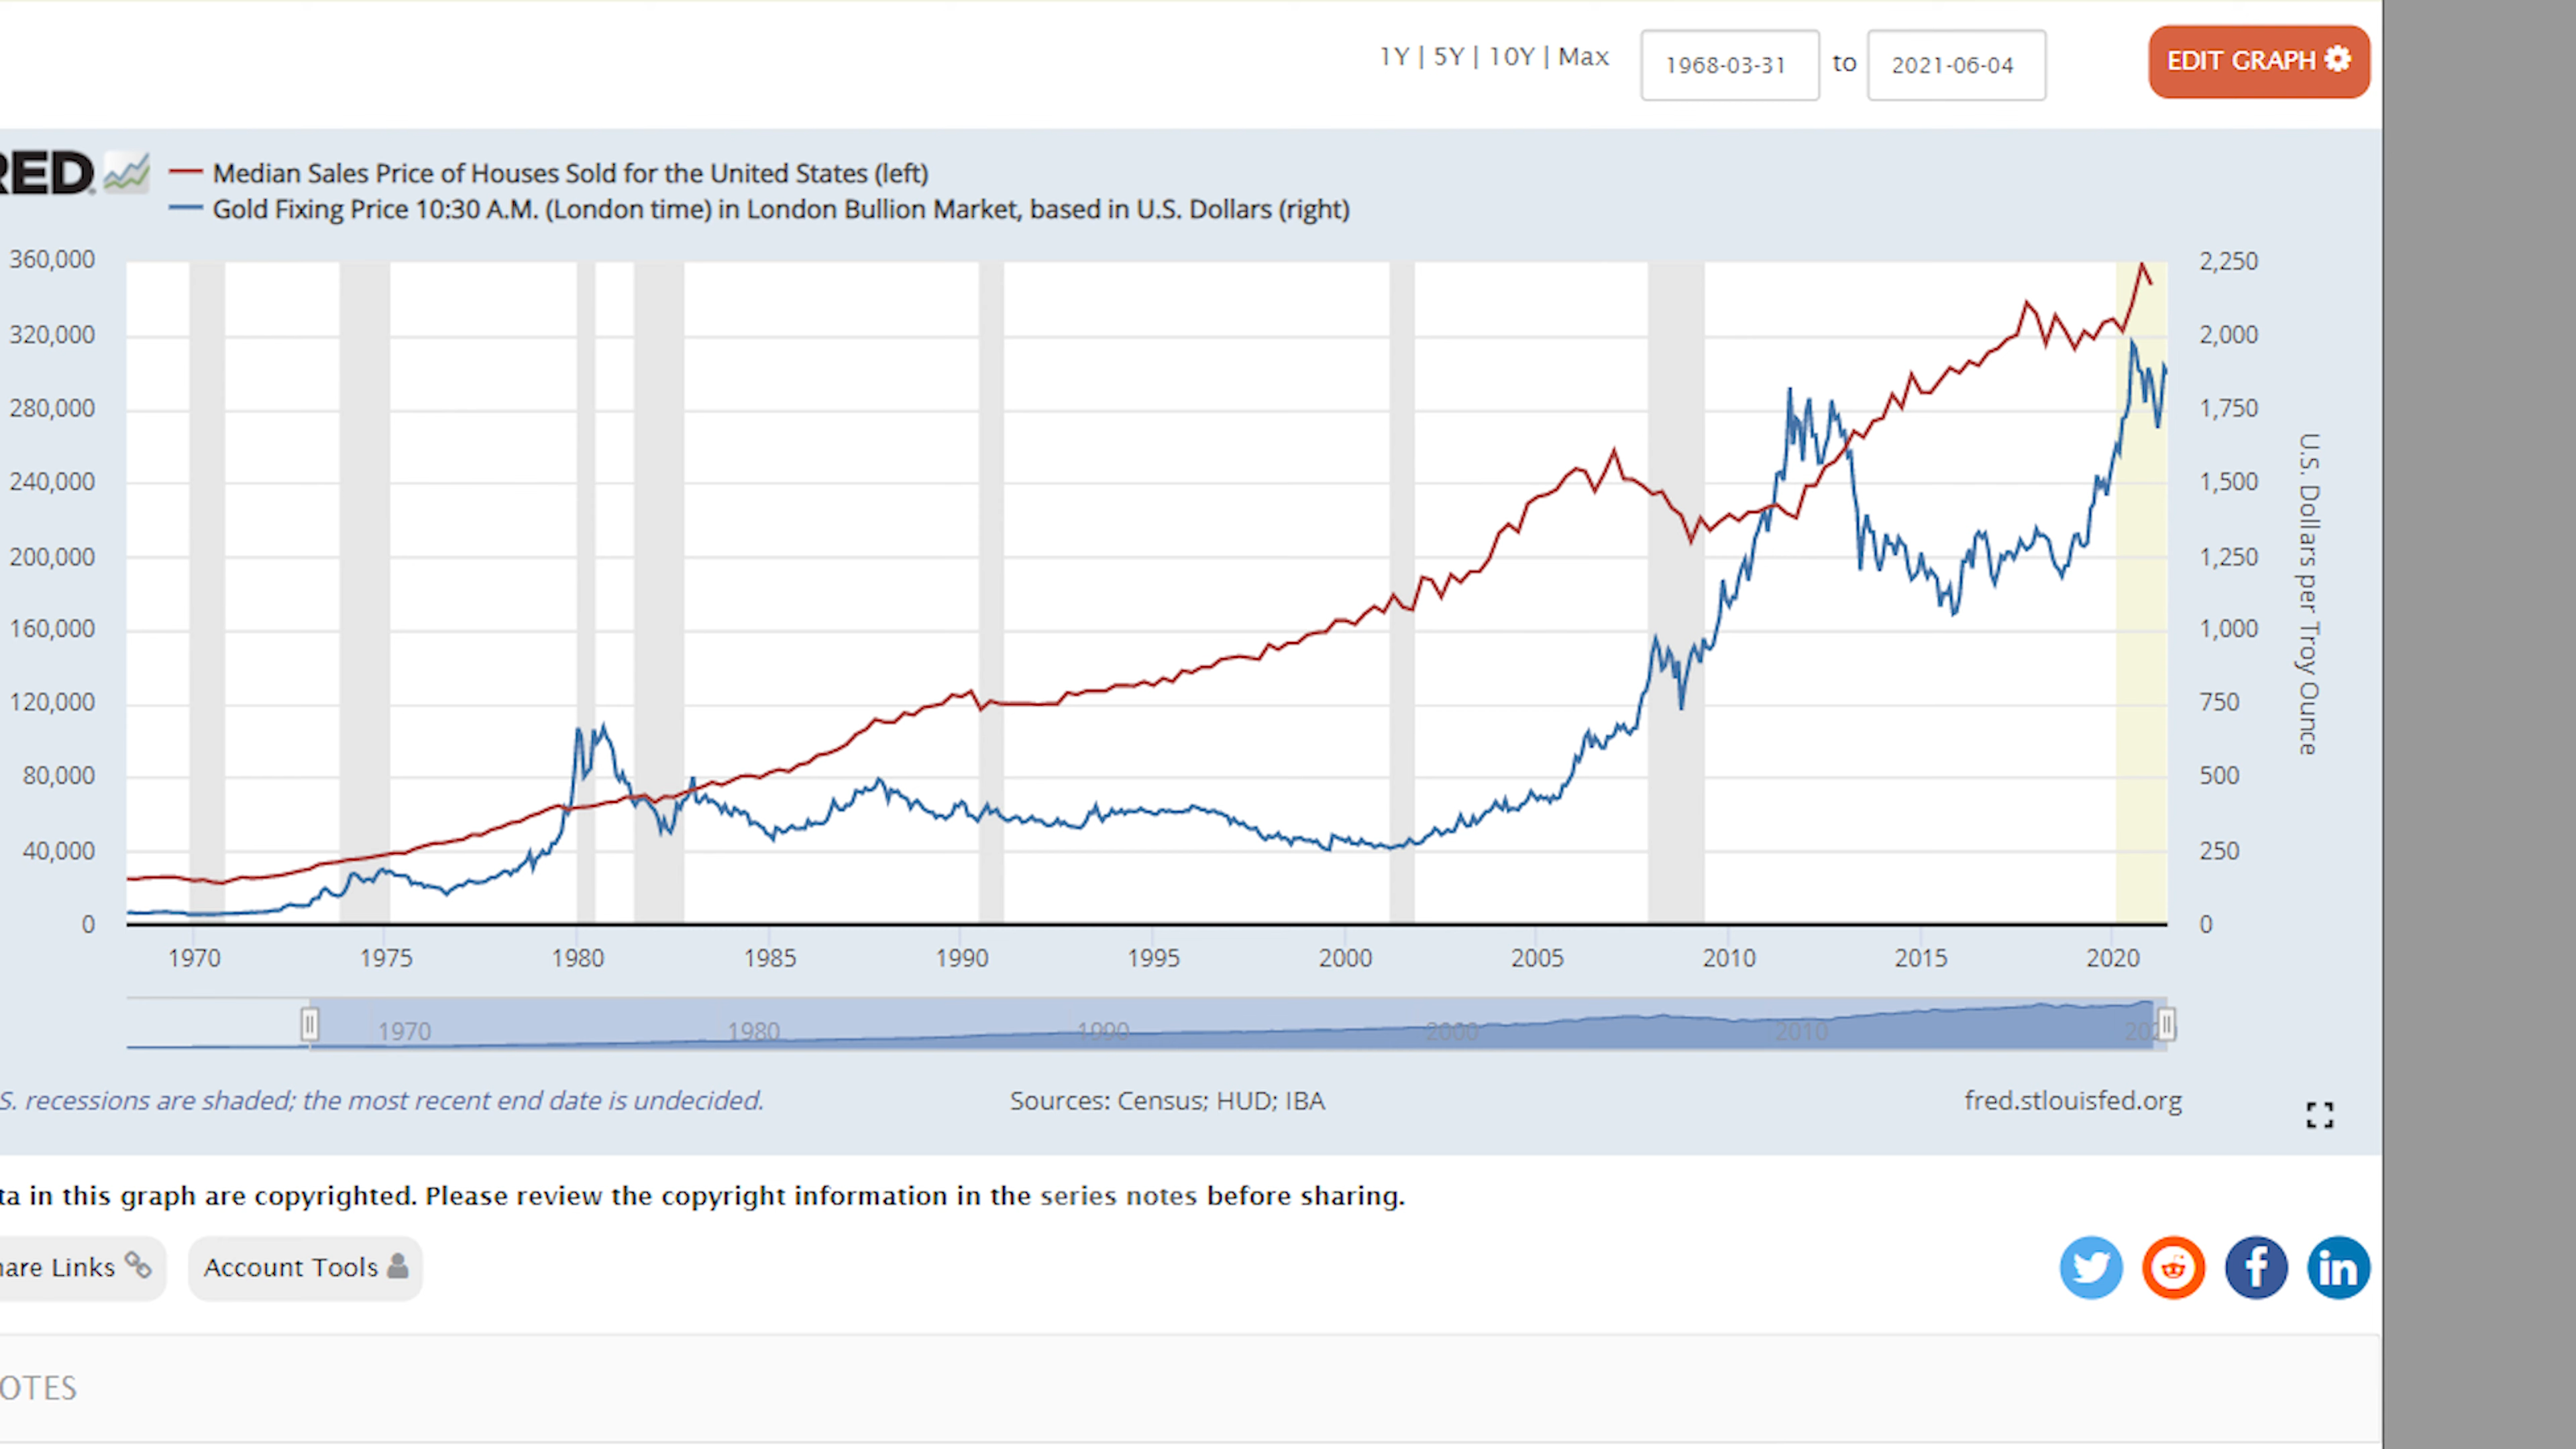 1Y | 5Y | 10Y | Max 1968-03-31 to 2021-06-04 EDIT GRAPH
RED
Median Sales Price of Houses Sold for the United States (left)
Gold Fixing Price 10:30 A.M. (London time) in London Bullion Market, based in U.S. Dollars (right)
360,000 2,250
320,000 2,000
280,000 1,750
240,000 1,500
200,000 1,250
160,000 1,000
120,000 750
80,000 500
40,000 250
0 0
U.S. Dollars per Troy Ounce
1970 1975 1980 1985 1990 1995 2000 2005 2010 2015 2020
1970 1980 1990 2000 2010 202
S. recessions are shaded; the most recent end date is undecided. Sources: Census; HUD; IBA fred.stlouisfed.org
ta in this graph are copyrighted. Please review the copyright information in the series notes before sharing.
hare Links Account Tools
OTES